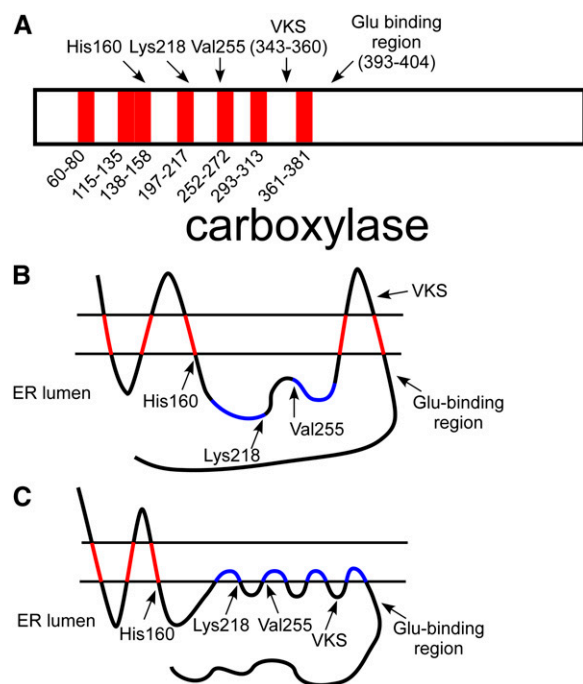 A
His160
Lys218
Val255
VKS
(343-360)
Glu binding
region
(393-404)
60-80
115-135
138-158
197-217
252-272
293-313
361-381
carboxylase
B
VKS
ER lumen
His160
Lys218
Val255
Glu-binding
region
C
ER lumen
His160
Lys218
Val255
VKS
Glu-binding
region